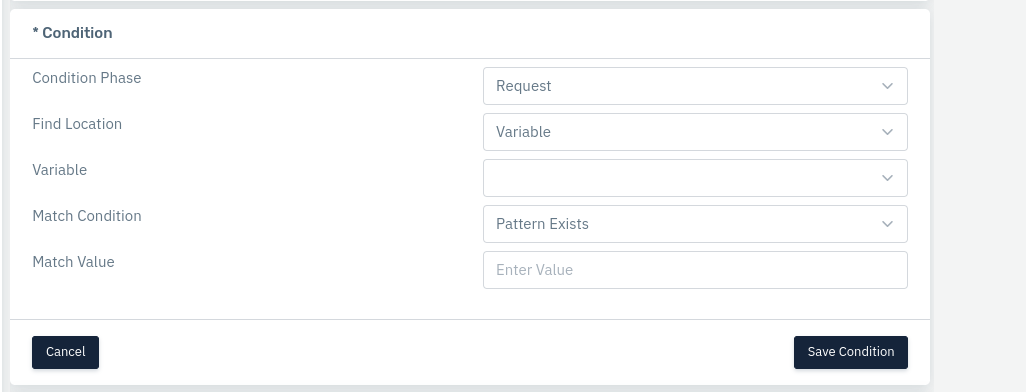 * Condition
Condition Phase
Request
Find Location
Variable
Variable
Match Condition
Pattern Exists
Match Value
Enter Value
Cancel
Save Condition